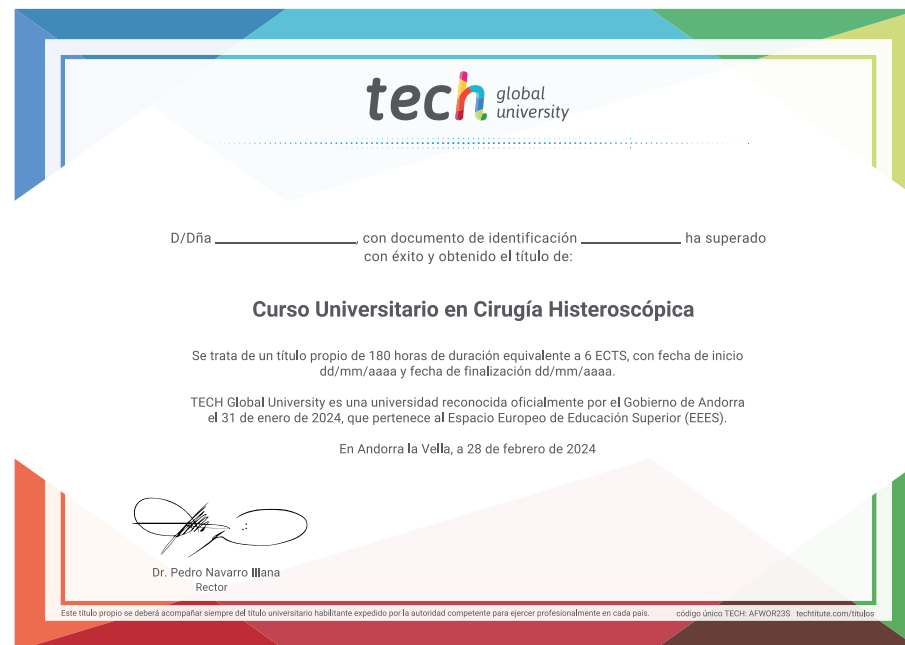 tech global university
D/Dña ____________________, con documento de identificación ______________ ha superado
con éxito y obtenido el título de:
Curso Universitario en Cirugía Histeroscópica
Se trata de un título propio de 180 horas de duración equivalente a 6 ECTS, con fecha de inicio
dd/mm/aaaa y fecha de finalización dd/mm/aaaa.
TECH Global University es una universidad reconocida oficialmente por el Gobierno de Andorra
el 31 de enero de 2024, que pertenece al Espacio Europeo de Educación Superior (EEES).
En Andorra la Vella, a 28 de febrero de 2024
Dr. Pedro Navarro Illana
Rector
Este título propio se deberá acompañar siempre del título universitario habilitante expedido por la autoridad competente para ejercer profesionalmente en cada país. código único TECH: AFWOR23S techtitute.com/titulos